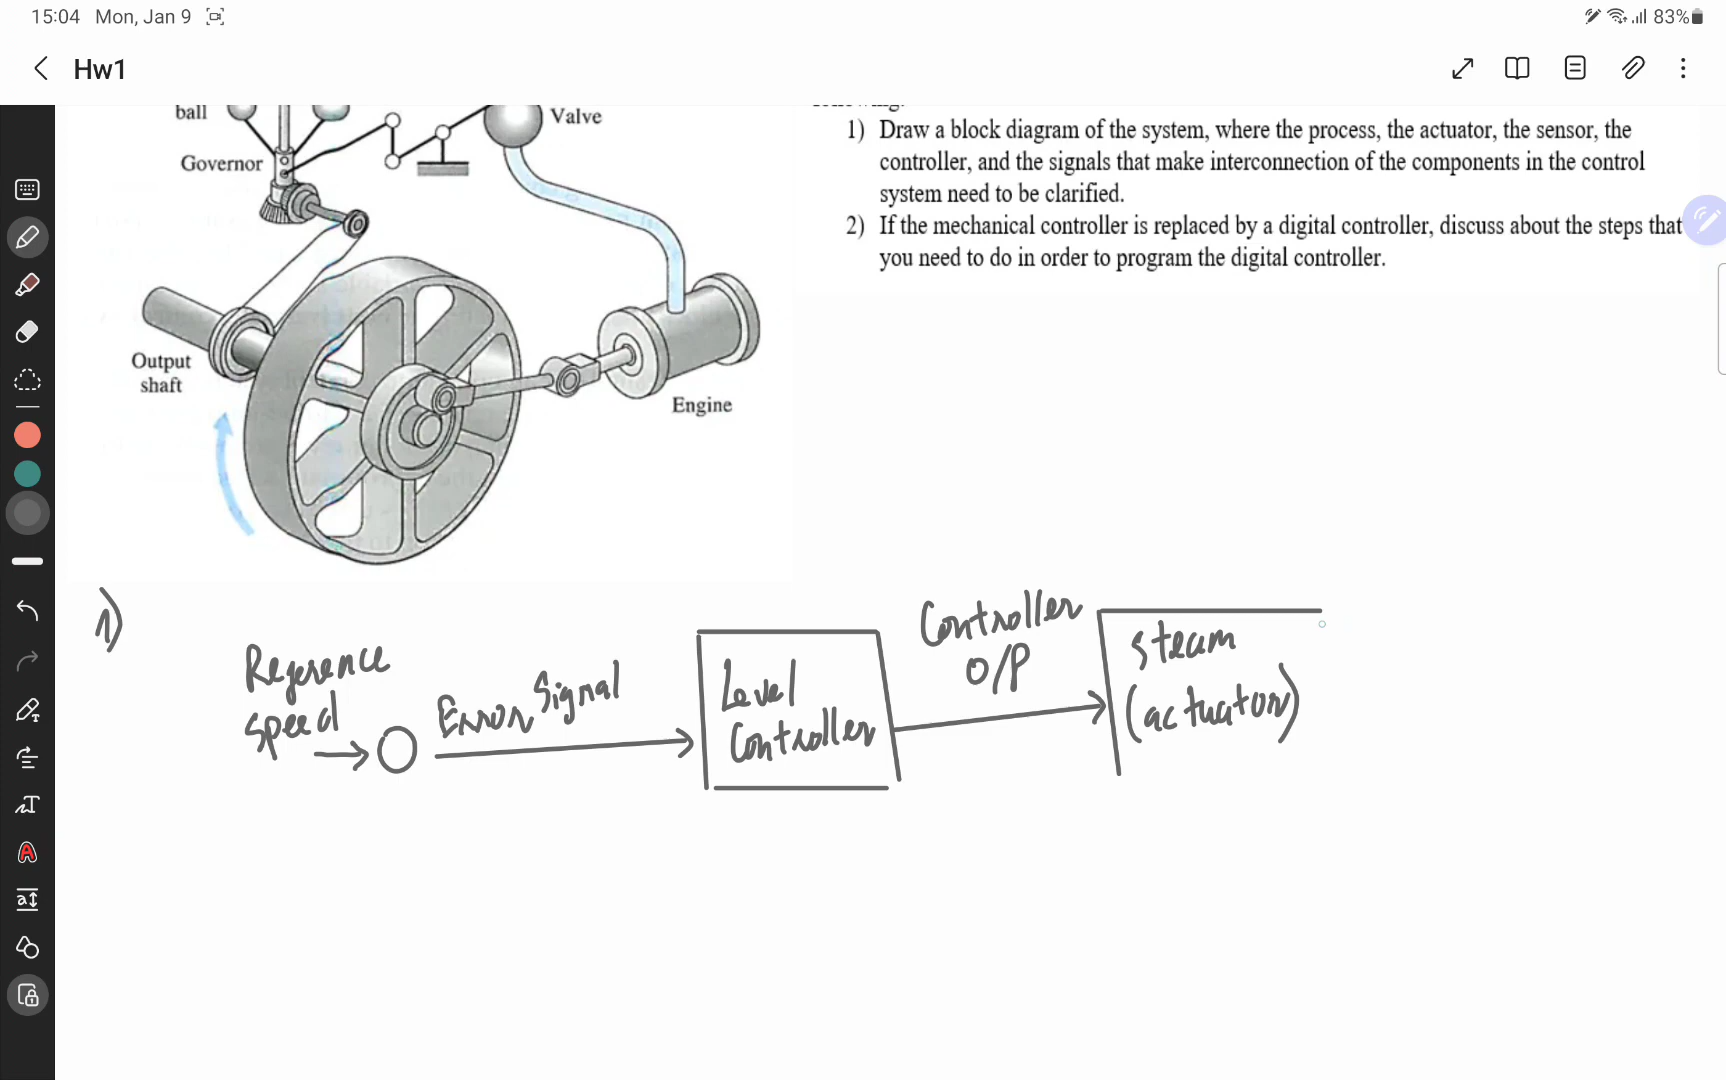 15:04 Mon, Jan 9
83%
Hw1
ball
Valve
Governor
Output
shaft
Engine
1) Draw a block diagram of the system, where the process, the actuator, the sensor, the
controller, and the signals that make interconnection of the components in the control
system need to be clarified.
2) If the mechanical controller is replaced by a digital controller, discuss about the steps that
you need to do in order to program the digital controller.
1)
Reference
speed
Error Signal
Level
Controller
Controller
O/P
steam
(actuator)